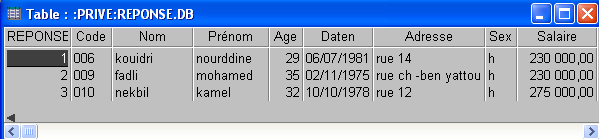 Table : :PRIVE:REPONSE.DB
REPONSE Code Nom Prénom Age Daten Adresse Sex Salaire
1 006 kouidri nourddine 29 06/07/1981 rue 14 h 230 000,00
2 009 fadli mohamed 35 02/11/1975 rue ch -ben yattou h 230 000,00
3 010 nekbil kamel 32 10/10/1978 rue 12 h 275 000,00